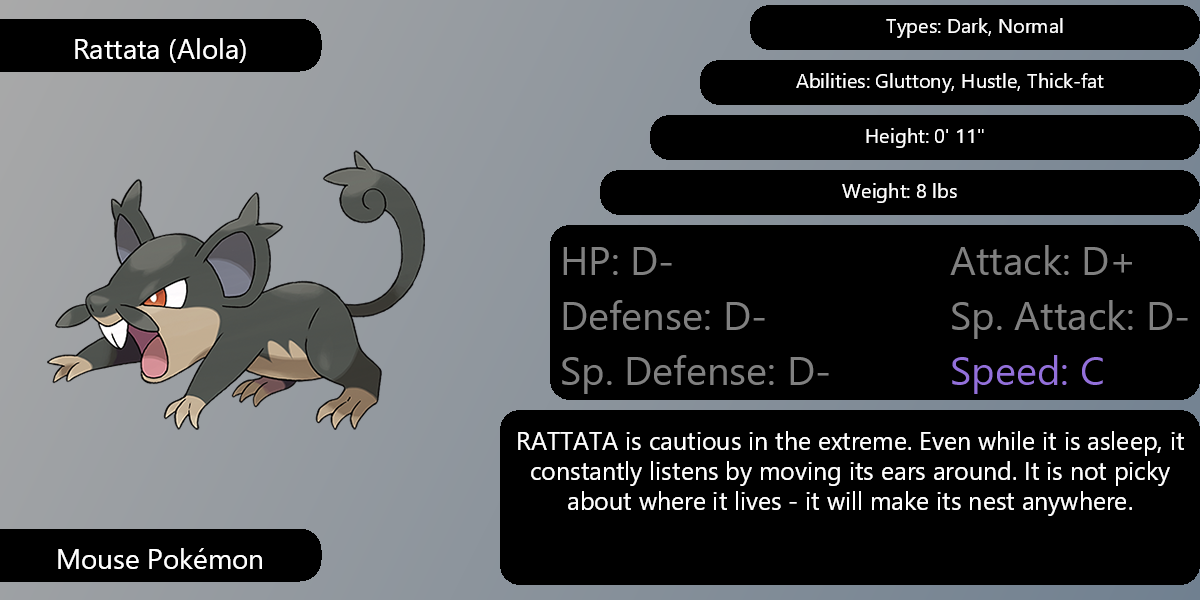 Rattata (Alola)
Types: Dark, Normal
Abilities: Gluttony, Hustle, Thick-fat
Height: 0' 11"
Weight: 8 lbs
HP: D-
Attack: D+
Defense: D-
Sp. Attack: D-
Sp. Defense: D-
Speed: C
RATTATA is cautious in the extreme. Even while it is asleep, it
constantly listens by moving its ears around. It is not picky
about where it lives - it will make its nest anywhere.
Mouse Pokémon